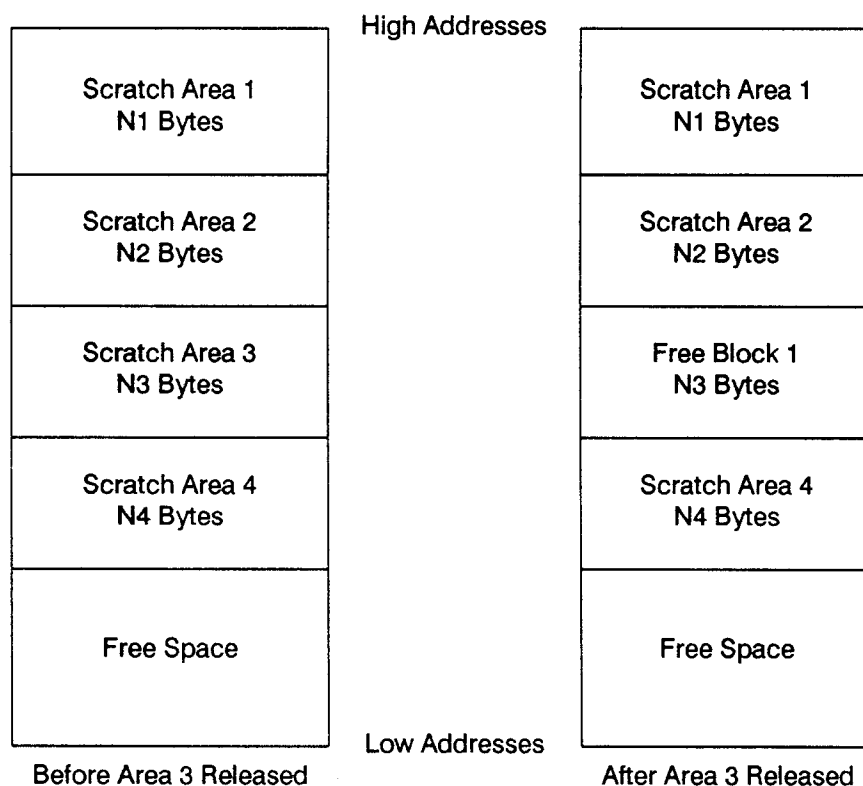 High Addresses
Scratch Area 1
N1 Bytes
Scratch Area 2
N2 Bytes
Scratch Area 3
N3 Bytes
Scratch Area 4
N4 Bytes
Free Space
Scratch Area 1
N1 Bytes
Scratch Area 2
N2 Bytes
Free Block 1
N3 Bytes
Scratch Area 4
N4 Bytes
Free Space
Low Addresses
Before Area 3 Released
After Area 3 Released